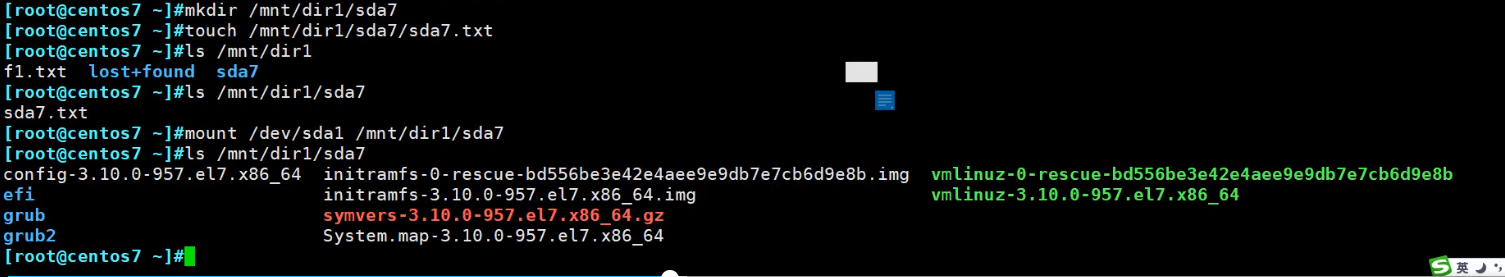 [root@centos7 ~]#mkdir /mnt/dir1/sda7
[root@centos7 ~]#touch /mnt/dir1/sda7/sda7.txt
[root@centos7 ~]#ls /mnt/dir1
f1.txt  lost+found  sda7
[root@centos7 ~]#ls /mnt/dir1/sda7
sda7.txt
[root@centos7 ~]#mount /dev/sda1 /mnt/dir1/sda7
[root@centos7 ~]#ls /mnt/dir1/sda7
config-3.10.0-957.el7.x86_64  initramfs-0-rescue-bd556be3e42e4aee9e9db7e7cb6d9e8b.img  vmlinuz-0-rescue-bd556be3e42e4aee9e9db7e7cb6d9e8b
efi  initramfs-3.10.0-957.el7.x86_64.img  vmlinuz-3.10.0-957.el7.x86_64
grub  symvers-3.10.0-957.el7.x86_64.gz
grub2  System.map-3.10.0-957.el7.x86_64
[root@centos7 ~]#
S 英